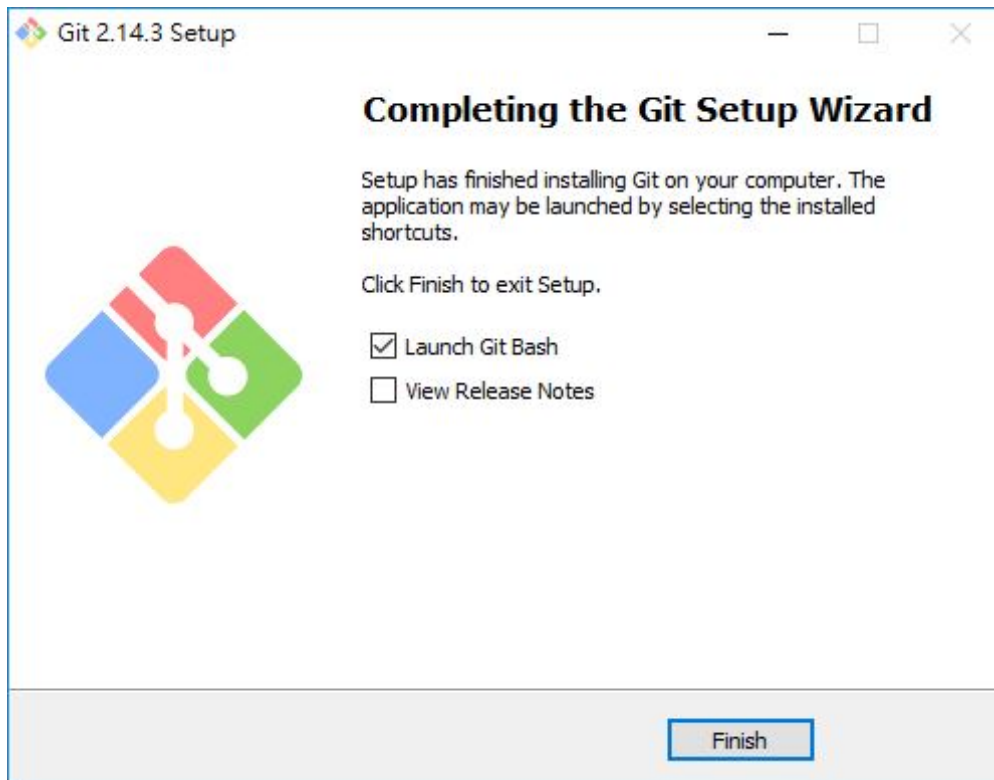 Git 2.14.3 Setup
Completing the Git Setup Wizard
Setup has finished installing Git on your computer. The
application may be launched by selecting the installed
shortcuts.
Click Finish to exit Setup.
Launch Git Bash
View Release Notes
Finish